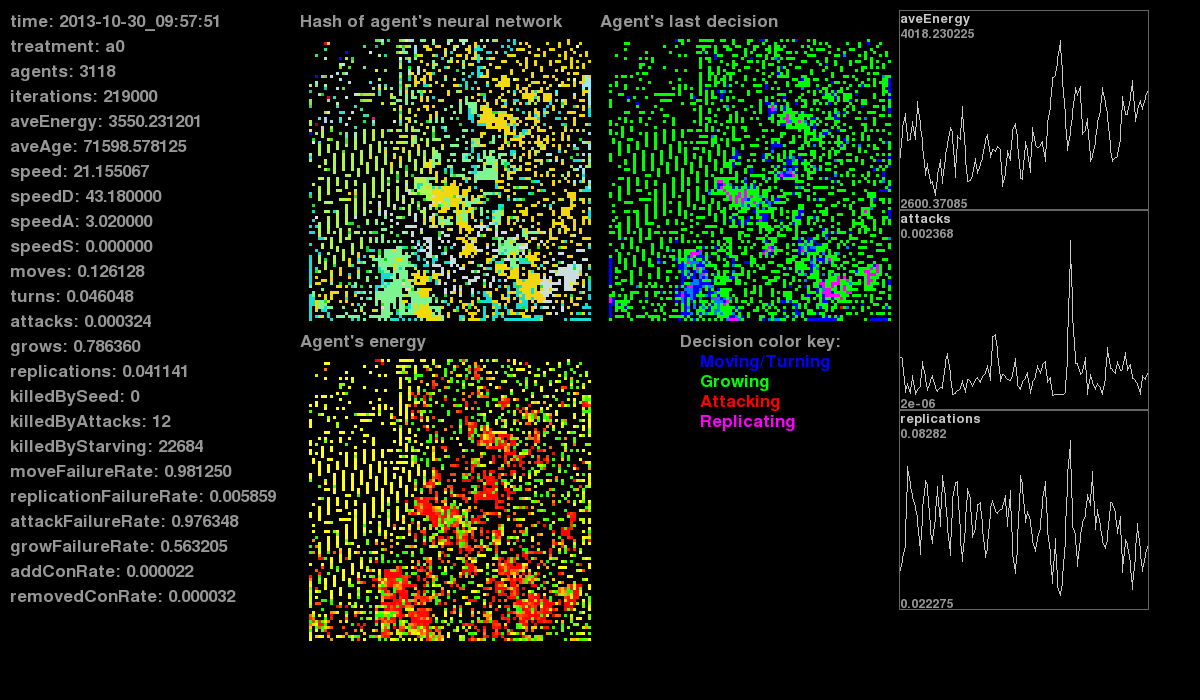 time: 2013-10-30_09:57:51
treatment: a0
agents: 3118
iterations: 219000
aveEnergy: 3550.231201
aveAge: 71598.578125
speed: 21.155067
speedD: 43.180000
speedA: 3.020000
speedS: 0.000000
moves: 0.126128
turns: 0.046048
attacks: 0.000324
grows: 0.786360
replications: 0.041141
killedBySeed: 0
killedByAttacks: 12
killedByStarving: 22684
moveFailureRate: 0.981250
replicationFailureRate: 0.005859
attackFailureRate: 0.976348
growFailureRate: 0.563205
addConRate: 0.000022
removedConRate: 0.000032
Hash of agent's neural network
Agent's last decision
Agent's energy
Decision color key:
Moving/Turning
Growing
Attacking
Replicating
aveEnergy
4018.230225
2600.37085
attacks
0.002368
2e-06
replications
0.08282
0.022275